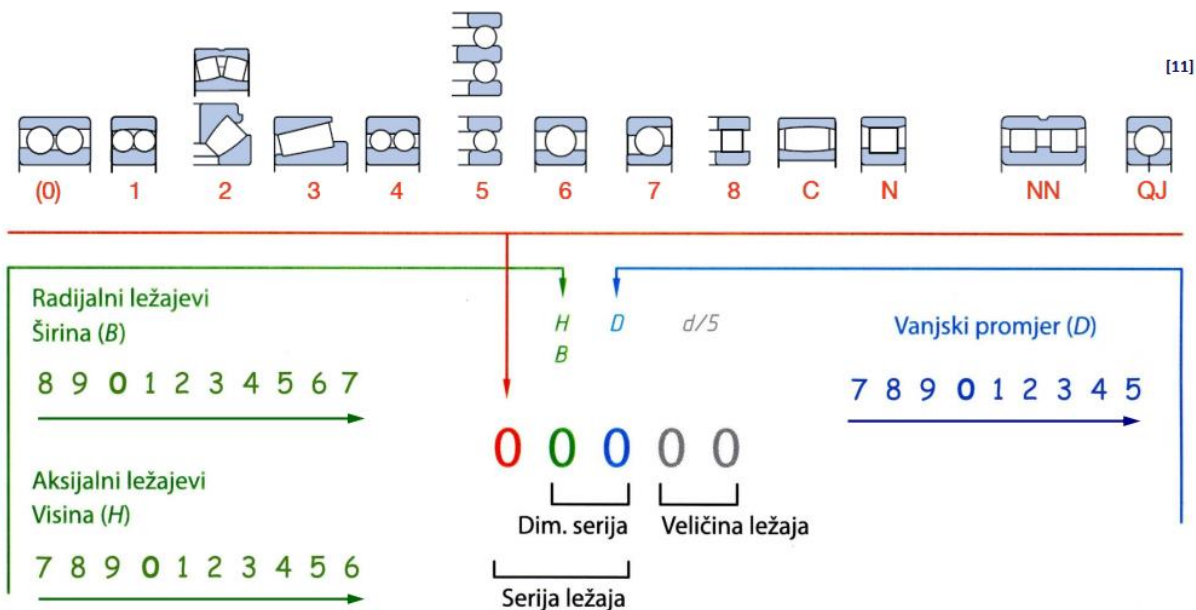 [11]
(0) 1 2 3 4 5 6 7 8 C N NN QJ
Radijalni ležajevi
Širina (B)
8 9 0 1 2 3 4 5 6 7
Aksijalni ležajevi
Visina (H)
7 8 9 0 1 2 3 4 5 6
H D d/5
B
0 0 0 0 0
Dim. serija Veličina ležaja
Serija ležaja
Vanjski promjer (D)
7 8 9 0 1 2 3 4 5